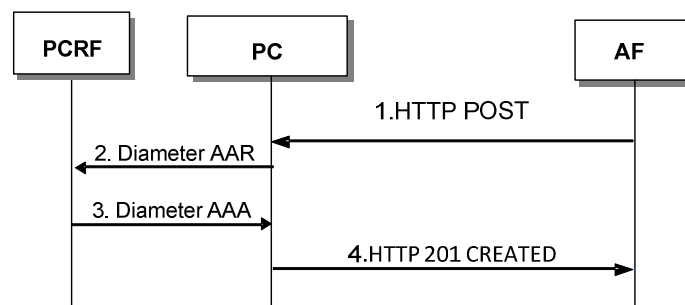 PCRF
PC
AF
1.HTTP POST
2. Diameter AAR
3. Diameter AAA
4.HTTP 201 CREATED